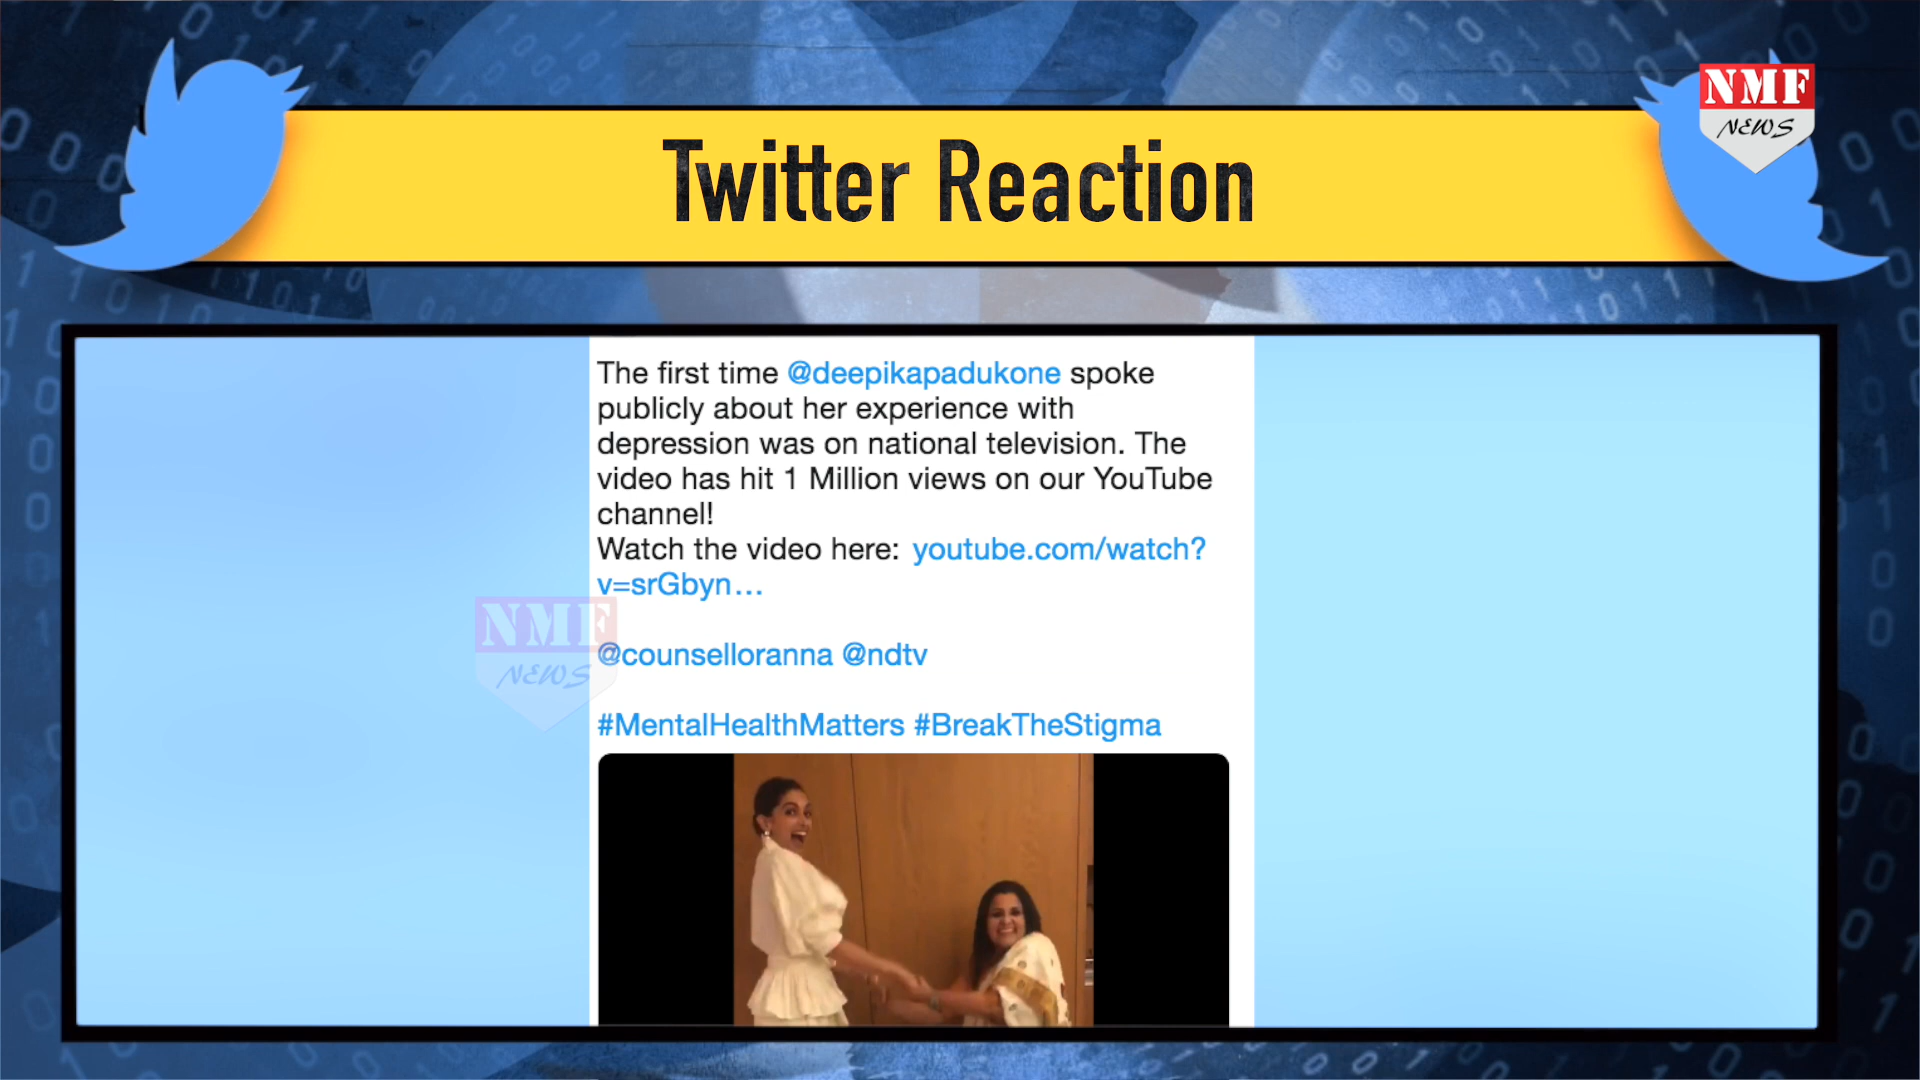 Twitter Reaction
NMF
NEWS
The first time @deepikapadukone spoke
publicly about her experience with
depression was on national television. The
video has hit 1 Million views on our YouTube
channel!
Watch the video here: youtube.com/watch?
v=srGbyn...
NMF
NEWS
@counselloranna @ndtv
#MentalHealthMatters #BreakTheStigma